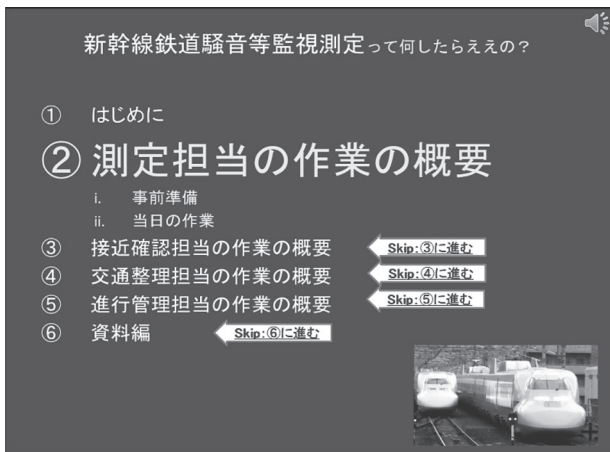 新幹線鉄道騒音等監視測定って何したらええの？
① はじめに
② 測定担当の作業の概要
i. 事前準備
ii. 当日の作業
③ 接近確認担当の作業の概要 Skip:③に進む
④ 交通整理担当の作業の概要 Skip:④に進む
⑤ 進行管理担当の作業の概要 Skip:⑤に進む
⑥ 資料編 Skip:⑥に進む